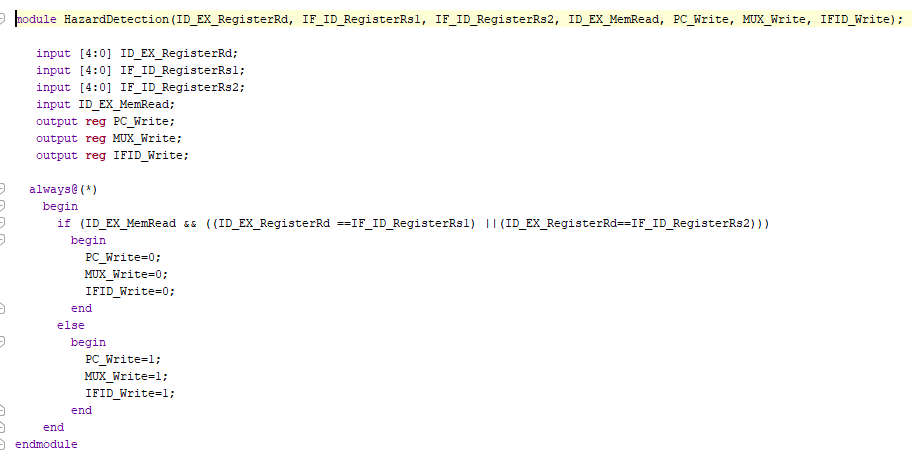 module HazardDetection(ID_EX_RegisterRd, IF_ID_RegisterRs1, IF_ID_RegisterRs2, ID_EX_MemRead, PC_Write, MUX_Write, IFID_Write);
input [4:0] ID_EX_RegisterRd;
input [4:0] IF_ID_RegisterRs1;
input [4:0] IF_ID_RegisterRs2;
input ID_EX_MemRead;
output reg PC_Write;
output reg MUX_Write;
output reg IFID_Write;
always@(*)
begin
if (ID_EX_MemRead && ((ID_EX_RegisterRd ==IF_ID_RegisterRs1) ||(ID_EX_RegisterRd==IF_ID_RegisterRs2)))
begin
PC_Write=0;
MUX_Write=0;
IFID_Write=0;
end
else
begin
PC_Write=1;
MUX_Write=1;
IFID_Write=1;
end
end
endmodule